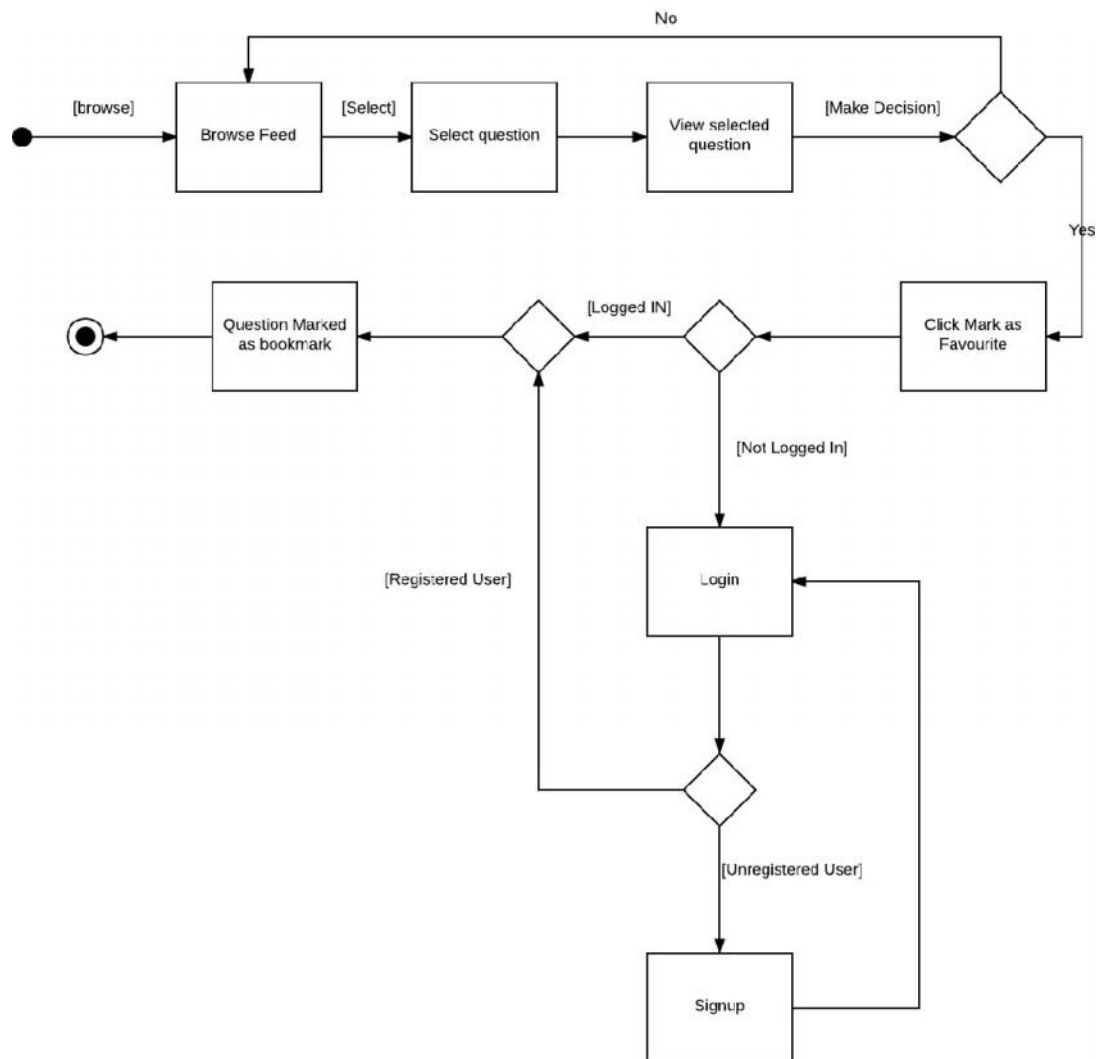 No
[browse]
[Select]
[Make Decision]
Browse Feed
Select question
View selected
question
Yes
[Logged IN]
Question Marked
as bookmark
Click Mark as
Favourite
[Not Logged In]
[Registered User]
Login
[Unregistered User]
Signup